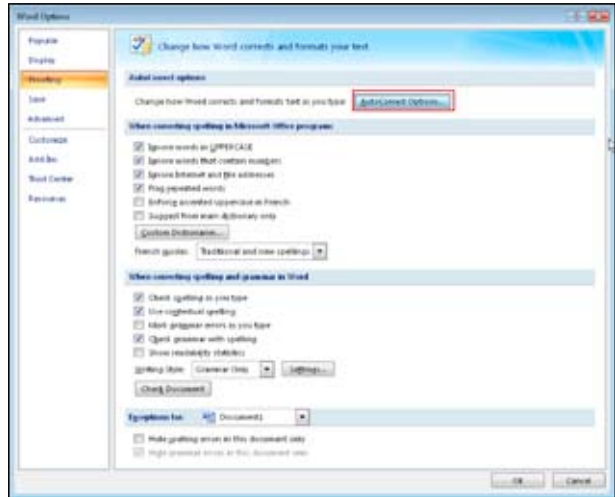 Word Options
Popular
Display
Proofing
Save
Advanced
Customize
Add-Ins
Trust Center
Resources
Change how Word corrects and formats your text.
AutoCorrect options
Change how Word corrects and formats text as you type: AutoCorrect Options...
When correcting spelling in Microsoft Office programs
Ignore words in UPPERCASE
Ignore words that contain numbers
Ignore Internet and file addresses
Flag repeated words
Enforce accented uppercase in French
Suggest from main dictionary only
Custom Dictionaries...
French modes: Traditional and new spellings
When correcting spelling and grammar in Word
Check spelling as you type
Use contextual spelling
Mark grammar errors as you type
Check grammar with spelling
Show readability statistics
Writing Style: Grammar Only Settings...
Check Document
Exceptions for: Document1
Hide spelling errors in this document only
Hide grammar errors in this document only
OK Cancel